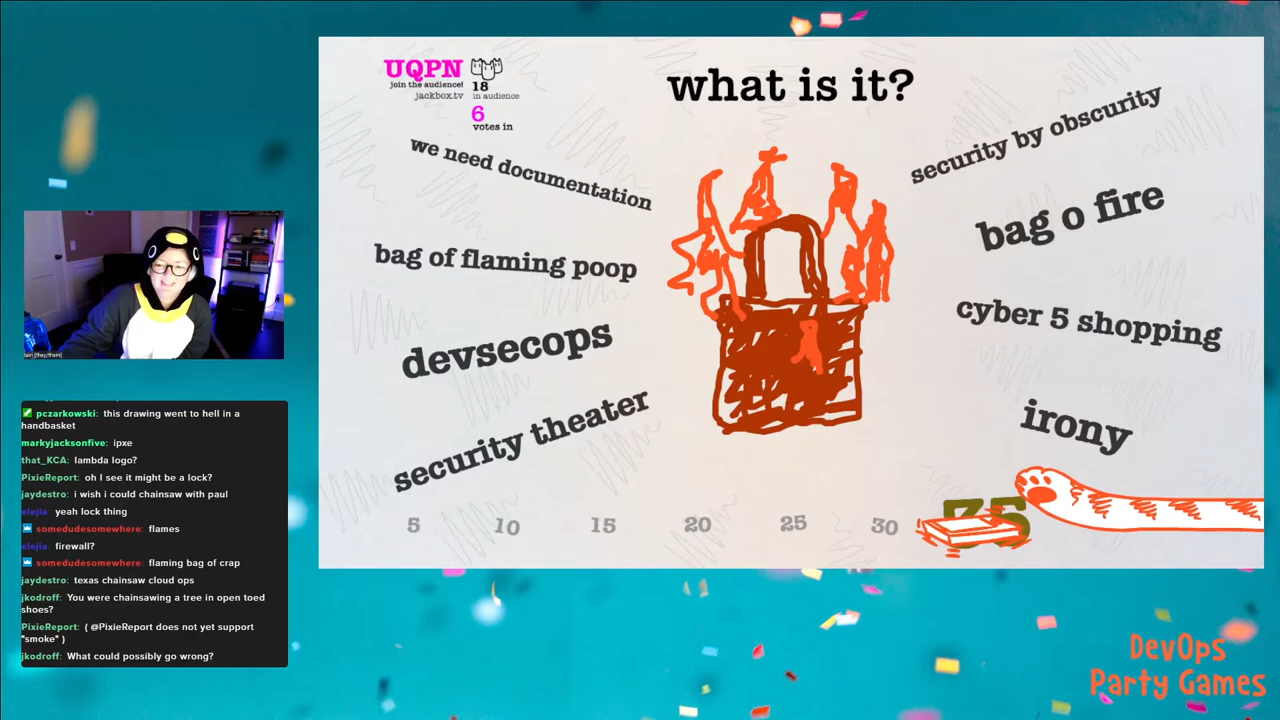 UQPN
join the audience!
jackbox.tv
18
in audience
6
votes in
what is it?
we need documentation
bag of flaming poop
devsecops
security theater
security by obscurity
bag o fire
cyber 5 shopping
irony
5 10 15 20 25 30
pczarkowski: this drawing went to hell in a
handbasket
markyjacksonfive: ipxe
that_KCA: lambda logo?
PixieReport: oh I see it might be a lock?
jaydestro: i wish i could chainsaw with paul
elejia: yeah lock thing
somedudesomewhere: flames
elejia: firewall?
somedudesomewhere: flaming bag of crap
jaydestro: texas chainsaw cloud ops
jkodroff: You were chainsawing a tree in open toed
shoes?
PixieReport: ( @PixieReport does not yet support
"smoke" )
jkodroff: What could possibly go wrong?
DevOps
Party Games